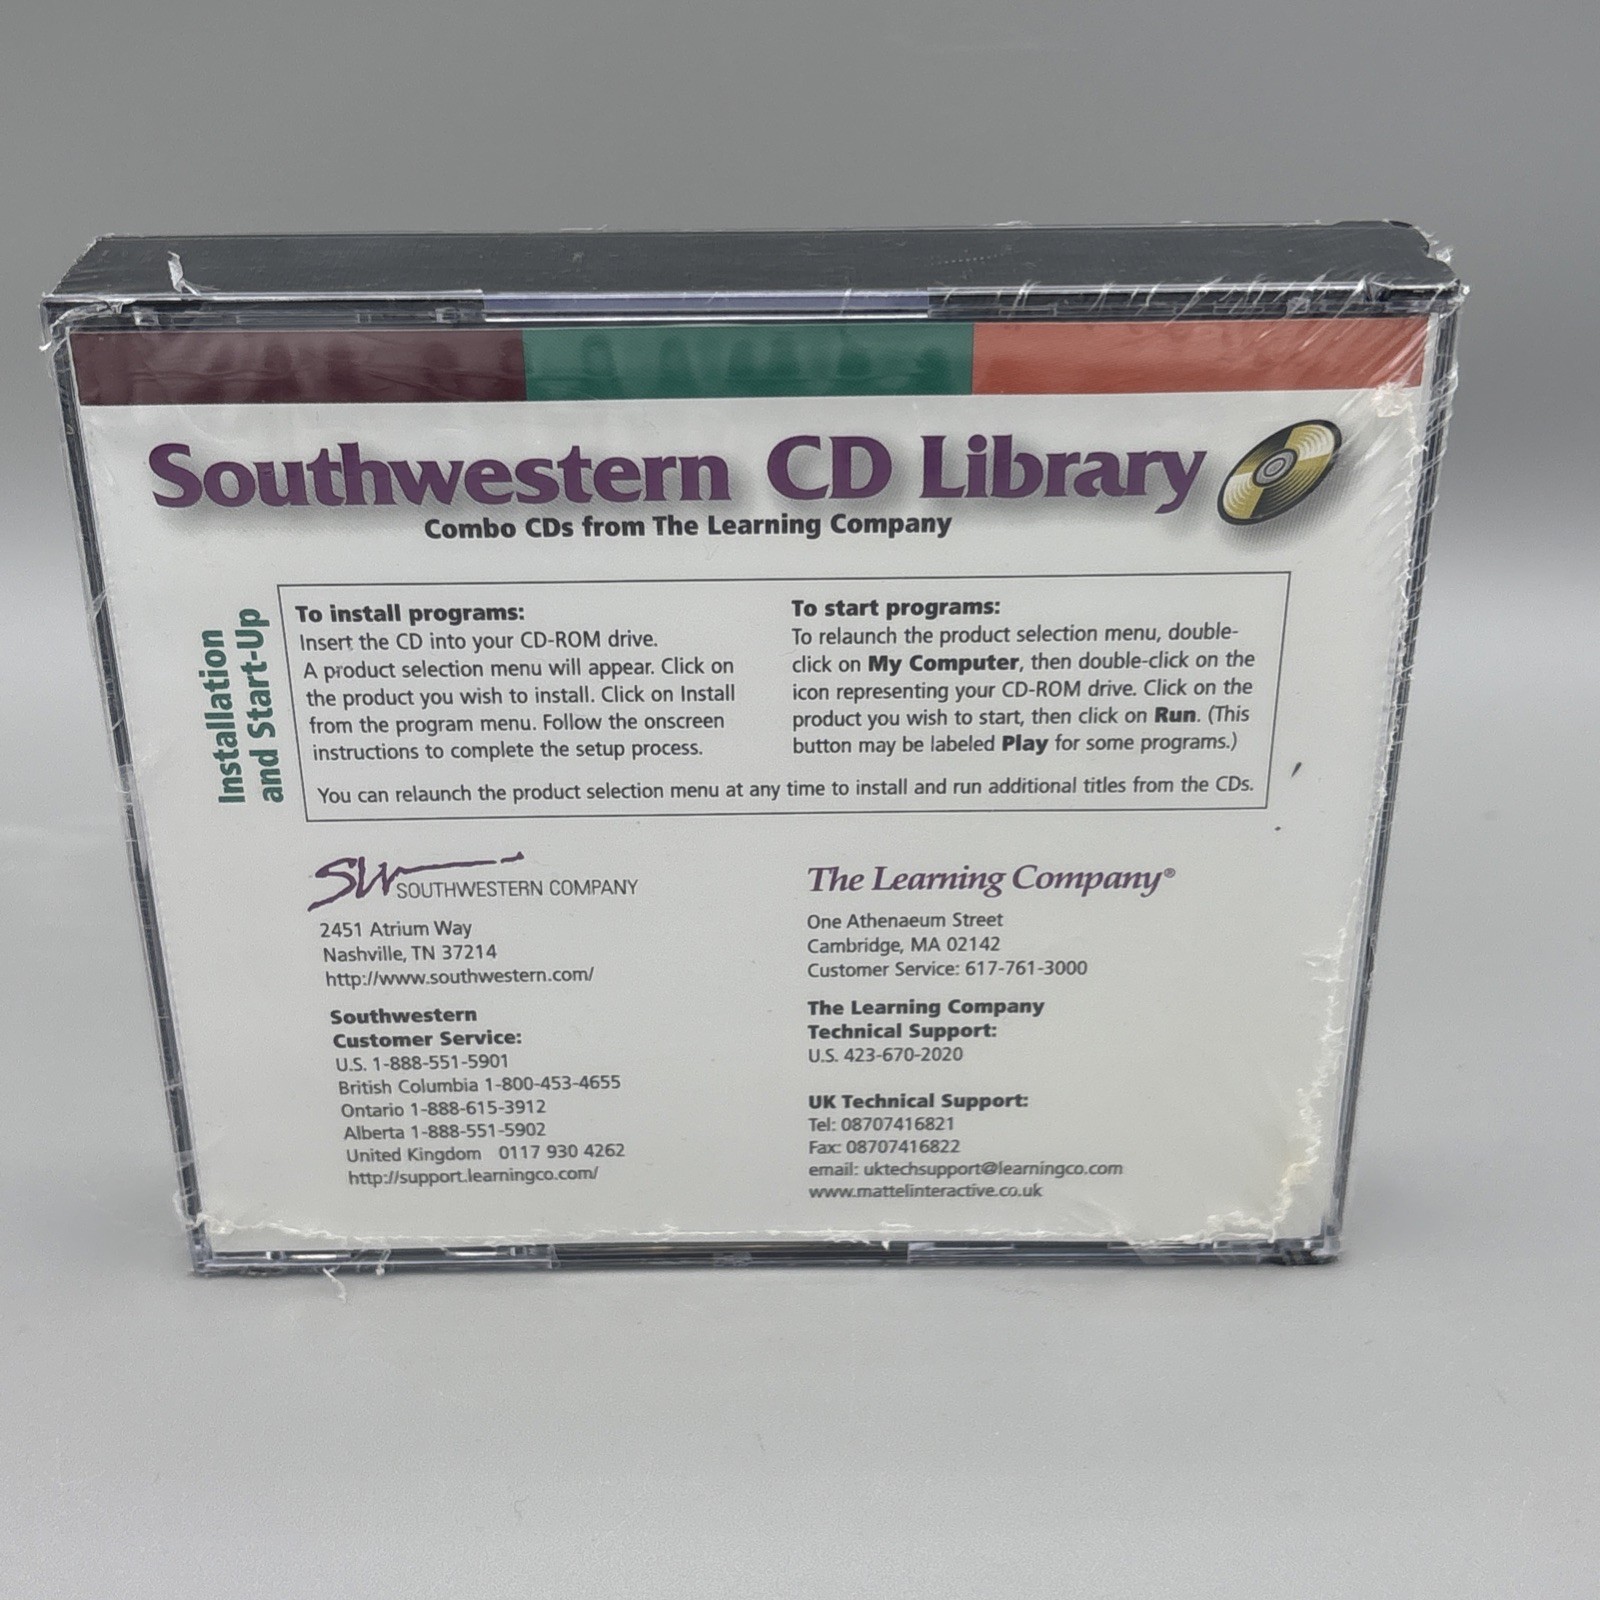 Southwestern CD Library
Combo CDs from The Learning Company
Installation
and Start-Up
To install programs:
Insert the CD into your CD-ROM drive.
A product selection menu will appear. Click on
the product you wish to install. Click on Install
from the program menu. Follow the onscreen
instructions to complete the setup process.
To start programs:
To relaunch the product selection menu, double-
click on My Computer, then double-click on the
icon representing your CD-ROM drive. Click on the
product you wish to start, then click on Run. (This
button may be labeled Play for some programs.)
You can relaunch the product selection menu at any time to install and run additional titles from the CDs.
SW SOUTHWESTERN COMPANY
2451 Atrium Way
Nashville, TN 37214
http://www.southwestern.com/
Southwestern
Customer Service:
U.S. 1-888-551-5901
British Columbia 1-800-453-4655
Ontario 1-888-615-3912
Alberta 1-888-551-5902
United Kingdom 0117 930 4262
http://support.learningco.com/
The Learning Company®
One Athenaeum Street
Cambridge, MA 02142
Customer Service: 617-761-3000
The Learning Company
Technical Support:
U.S. 423-670-2020
UK Technical Support:
Tel: 08707416821
Fax: 08707416822
email: uktechsupport@learningco.com
www.mattelinteractive.co.uk